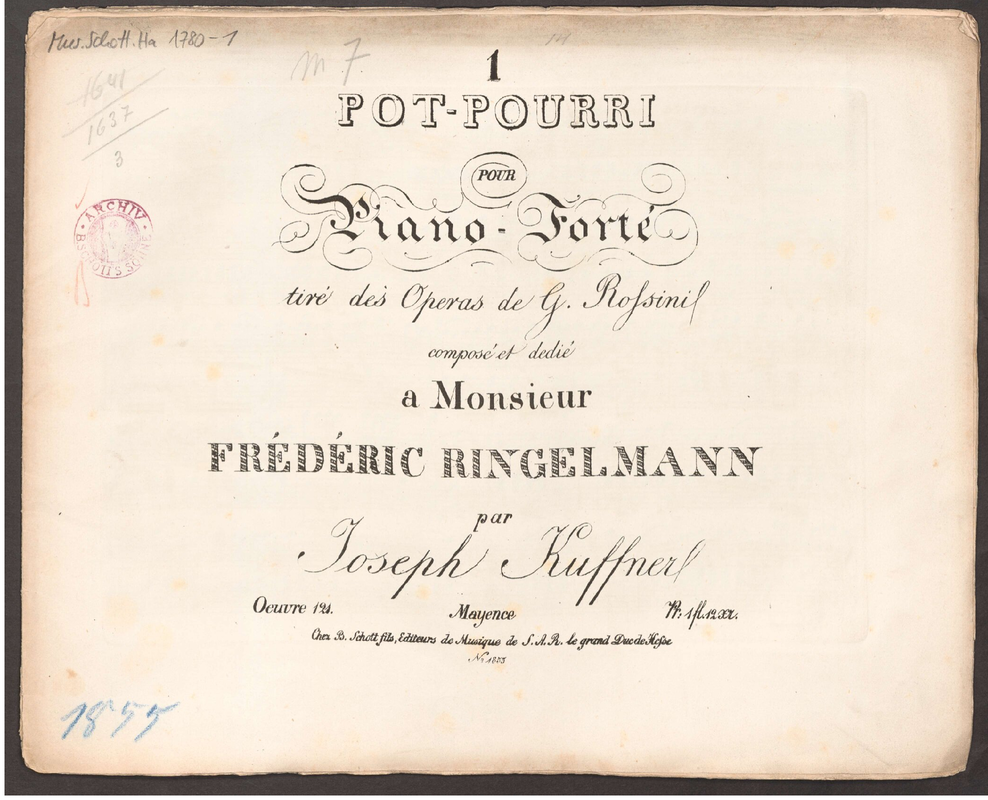 Mus.Schott.Ha 1780-1
m 7
1641
1637
3
1
POT-POURRI
POUR
Piano-Forté
tiré des Operas de G. Roſsini
composé et dedié
a Monsieur
FRÉDÉRIC RINGELMANN
par
Joseph Kuffner
Oeuvre 121. Mayence Pr: 1 fl. 12 xr.
Chez B. Schott fils, Editeurs de Musique de S. A. R. le grand Duc de Heſse
ARCHIV
B.SCHOTT'S SÖHNE
1855